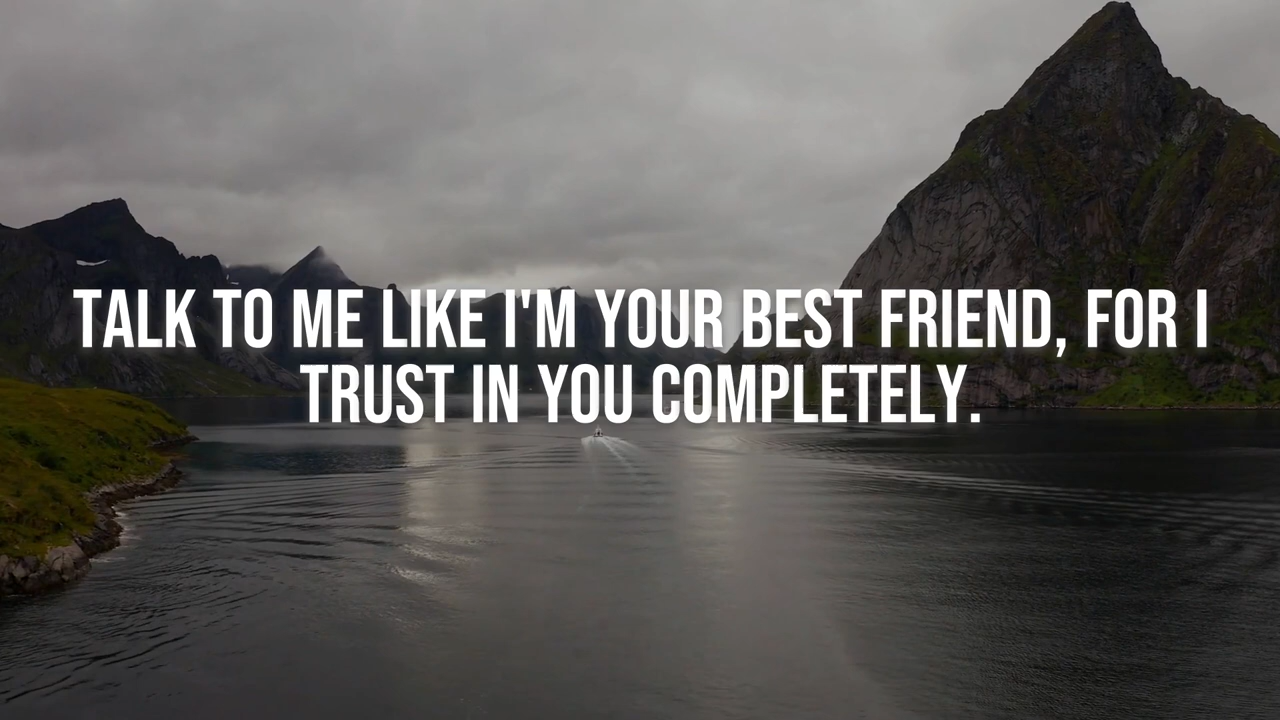 TALK TO ME LIKE I'M YOUR BEST FRIEND, FOR I
TRUST IN YOU COMPLETELY.